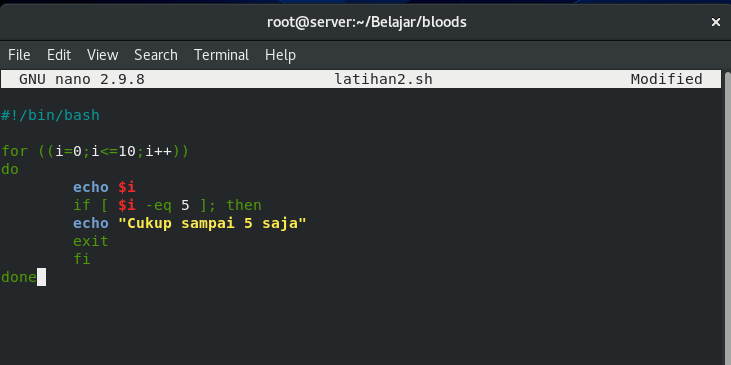 root@server:~/Belajar/bloods ×
File Edit View Search Terminal Help
GNU nano 2.9.8 latihan2.sh Modified
#!/bin/bash
for ((i=0;i<=10;i++))
do
echo $i
if [ $i -eq 5 ]; then
echo "Cukup sampai 5 saja"
exit
fi
done